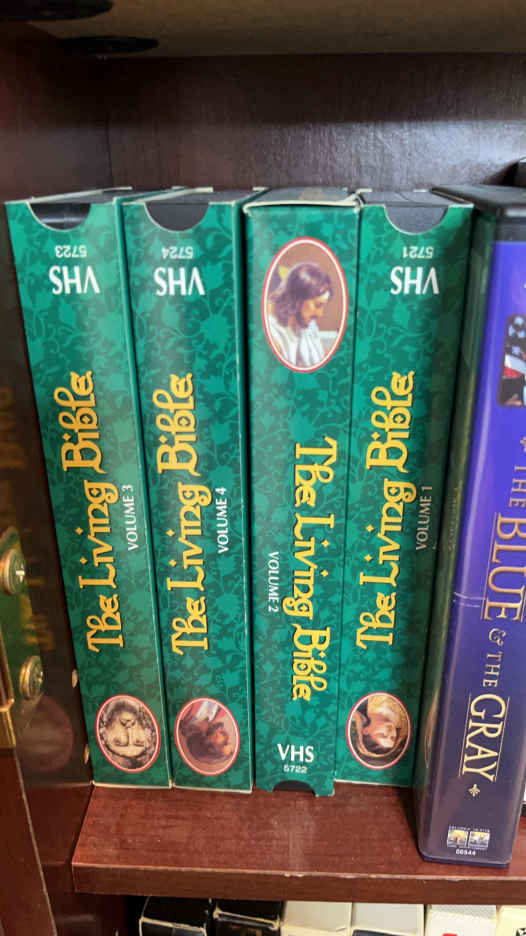 VHS
5723
The Living Bible
VOLUME 3
VHS
5724
The Living Bible
VOLUME 4
The Living Bible
VOLUME 2
VHS
5722
VHS
5721
The Living Bible
VOLUME 1
THE
BLUE
& THE
GRAY